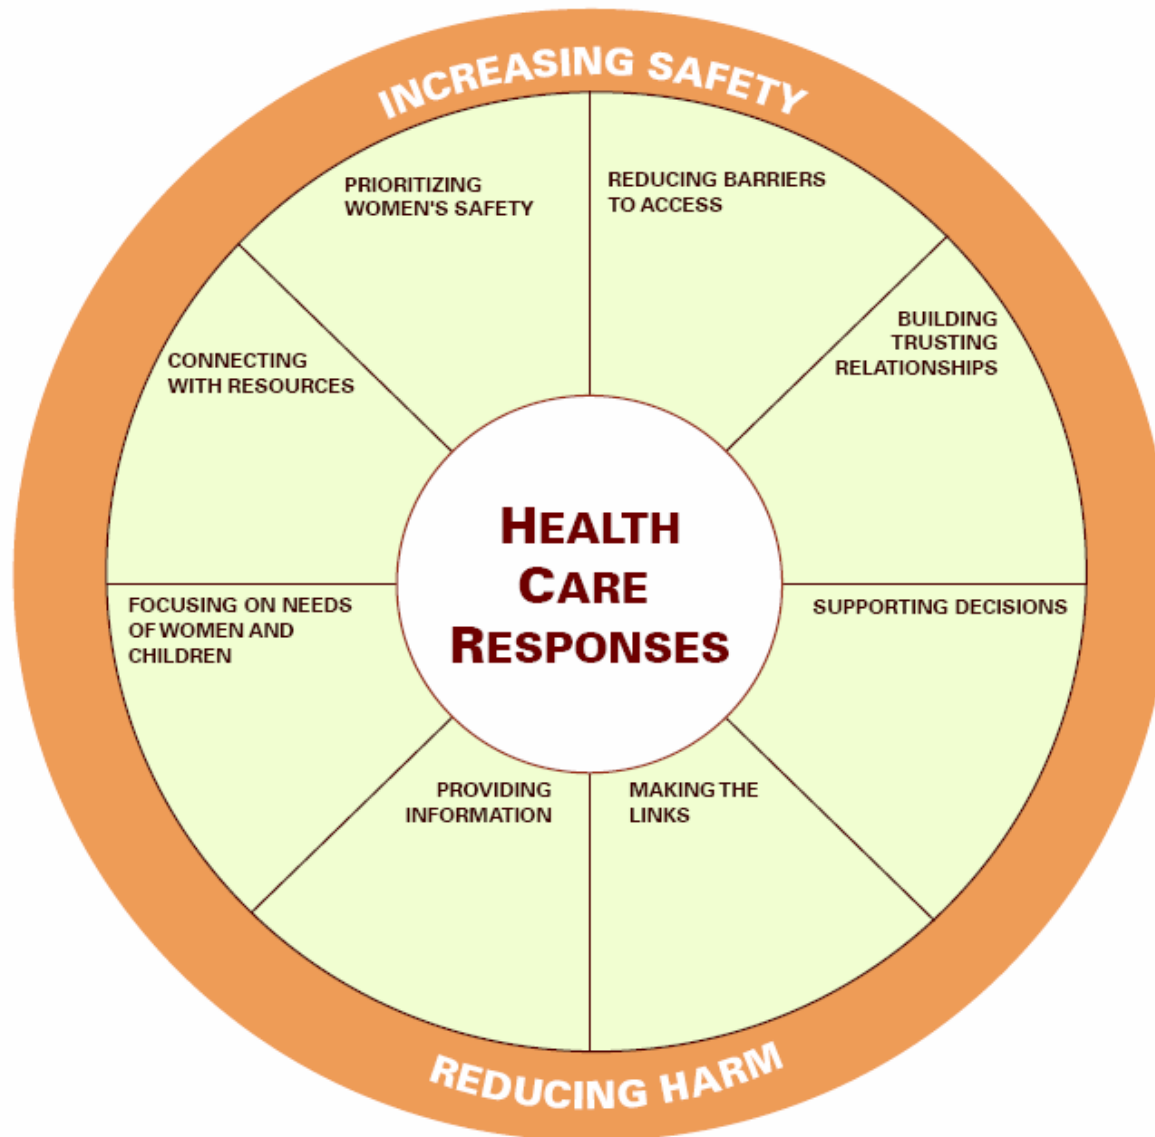 INCREASING SAFETY
PRIORITIZING
WOMEN'S SAFETY
REDUCING BARRIERS
TO ACCESS
BUILDING
TRUSTING
RELATIONSHIPS
CONNECTING
WITH RESOURCES
HEALTH
CARE
RESPONSES
FOCUSING ON NEEDS
OF WOMEN AND
CHILDREN
SUPPORTING DECISIONS
PROVIDING
INFORMATION
MAKING THE
LINKS
REDUCING HARM